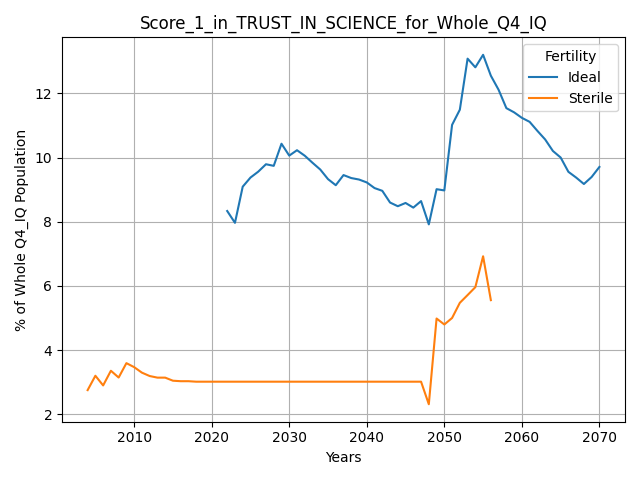 Score_1_in_TRUST_IN_SCIENCE_for_Whole_Q4_IQ
Fertility
Ideal
Sterile
% of Whole Q4_IQ Population
12
10
8
6
4
2
2010 2020 2030 2040 2050 2060 2070
Years